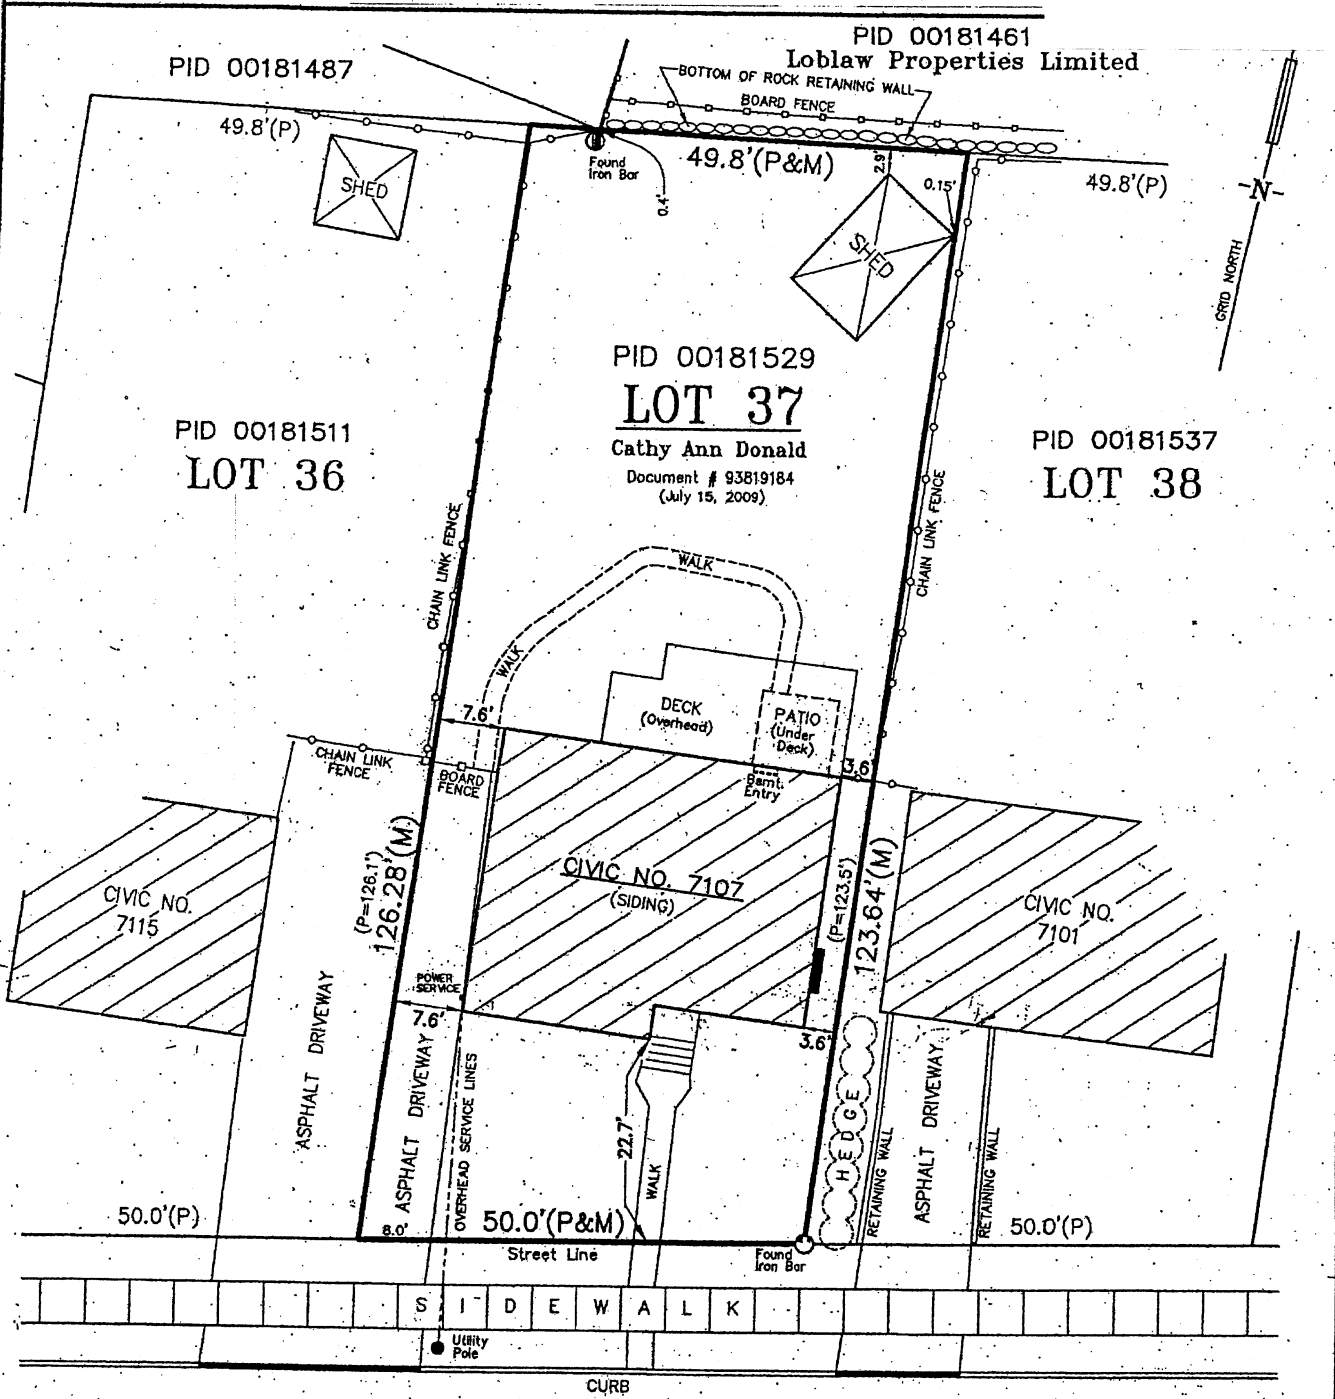 PID 00181461
Loblaw Properties Limited
PID 00181487
BOTTOM OF ROCK RETAINING WALL
BOARD FENCE
49.8'(P)
49.8'(P&M)
49.8'(P)
Found
Iron Bar
0.4'
2.9'
0.15'
SHED
SHED
-N-
GRID NORTH
PID 00181529
LOT 37
Cathy Ann Donald
Document # 93819184
(July 15, 2009)
PID 00181511
LOT 36
PID 00181537
LOT 38
CHAIN LINK FENCE
CHAIN LINK FENCE
WALK
WALK
7.6'
DECK
(Overhead)
PATIO
(Under
Deck)
3.6'
Bsmt.
Entry
CHAIN LINK
FENCE
BOARD
FENCE
CIVIC NO.
7115
(P=126.1')
126.28'(M)
CIVIC NO. 7107
(SIDING)
(P=123.5')
123.64'(M)
CIVIC NO.
7101
POWER
SERVICE
7.6'
3.6'
ASPHALT DRIVEWAY
ASPHALT DRIVEWAY
OVERHEAD SERVICE LINES
22.7'
WALK
HEDGE
RETAINING WALL
ASPHALT DRIVEWAY
RETAINING WALL
50.0'(P)
8.0'
50.0'(P&M)
50.0'(P)
Street Line
Found
Iron Bar
SIDEWALK
Utility
Pole
CURB